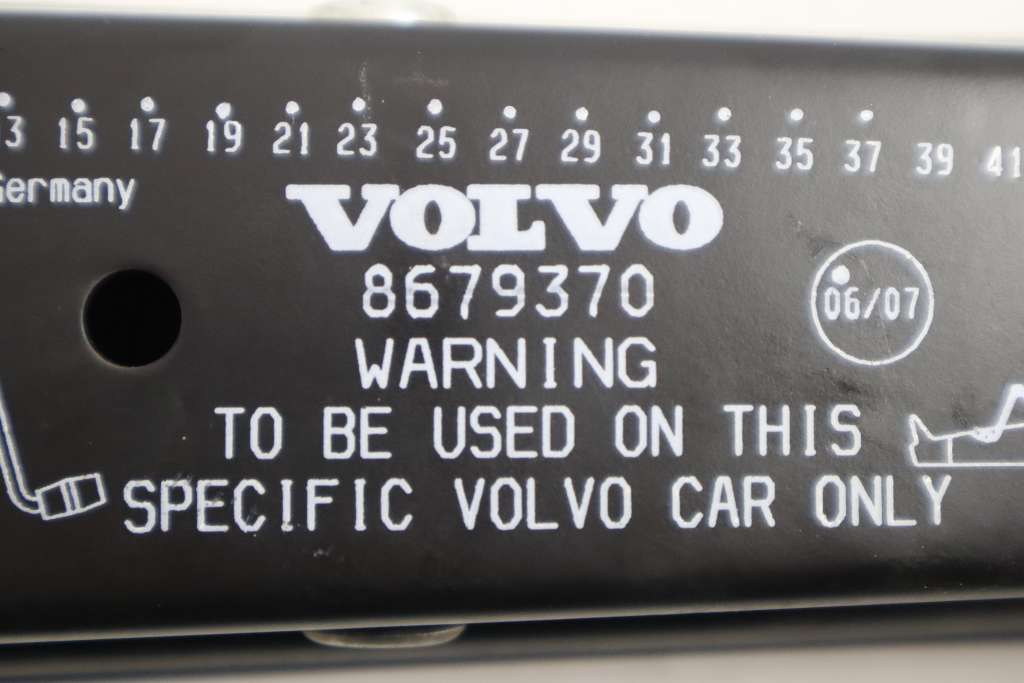 15 17 19 21 23 25 27 29 31 33 35 37 39 41
Germany
VOLVO
8679370
06/07
WARNING
TO BE USED ON THIS
SPECIFIC VOLVO CAR ONLY